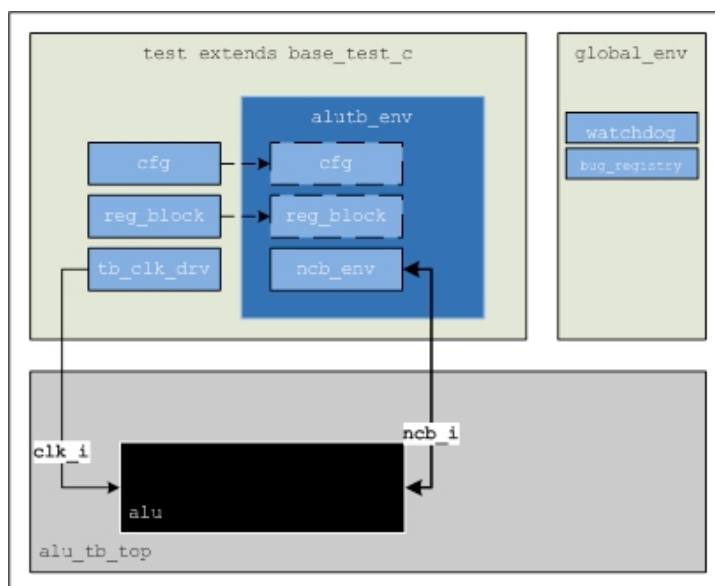 test extends base_test_c
global_env
alutb_env
watchdog
cfg
cfg
bug_registry
reg_block
reg_block
tb_clk_drv
ncb_env
clk_i
ncb_i
alu
alu_tb_top